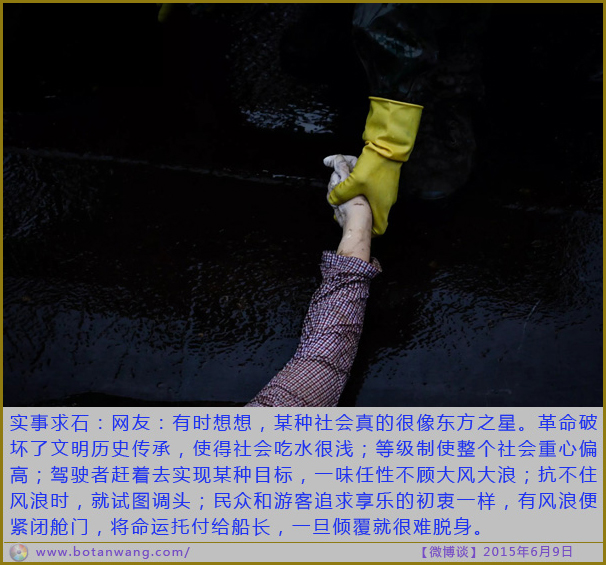 实事求石：网友：有时想想，某种社会真的很像东方之星。革命破
坏了文明历史传承，使得社会吃水很浅；等级制使整个社会重心偏
高；驾驶者赶着去实现某种目标，一味任性不顾大风大浪；抗不住
风浪时，就试图调头；民众和游客追求享乐的初衷一样，有风浪便
紧闭舱门，将命运托付给船长，一旦倾覆就很难脱身。
www.botanwang.com/ 【微博谈】2015年6月9日